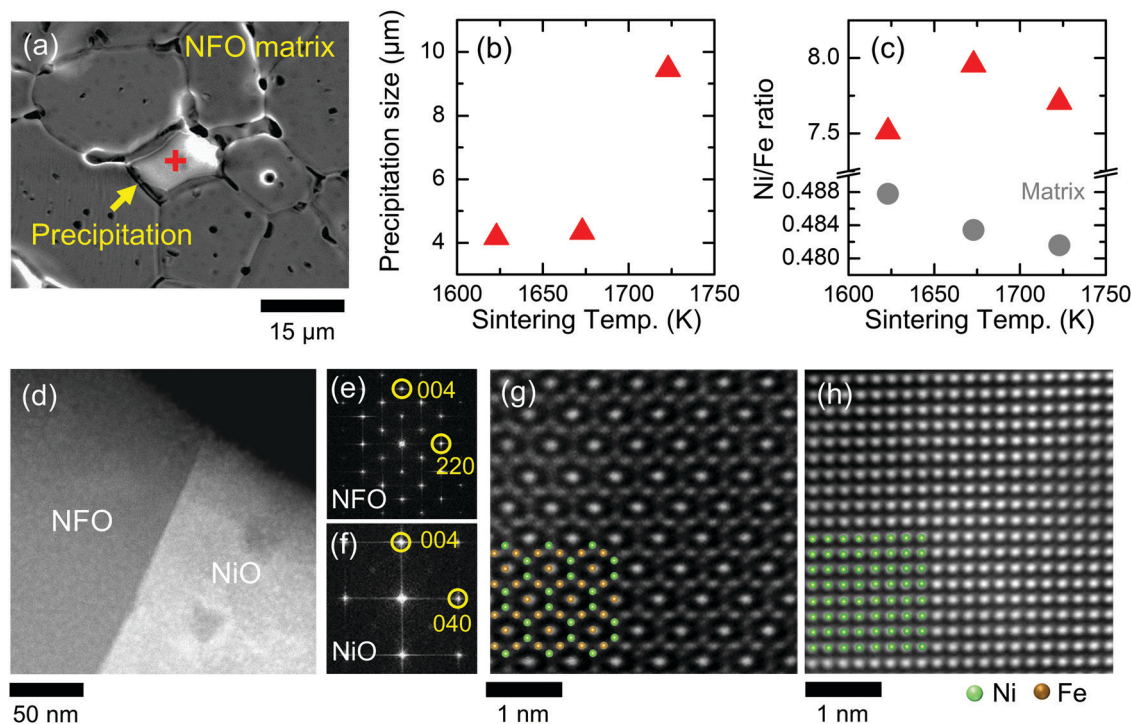 (a)
NFO matrix
Precipitation
15 μm
(b)
Precipitation size (μm)
10
8
6
4
1600
1650
1700
1750
Sintering Temp. (K)
(c)
Ni/Fe ratio
8.0
7.5
0.488
0.484
0.480
Matrix
1600
1650
1700
1750
Sintering Temp. (K)
(d)
NFO
NiO
50 nm
(e)
004
220
NFO
(f)
004
040
NiO
(g)
1 nm
(h)
1 nm
Ni
Fe